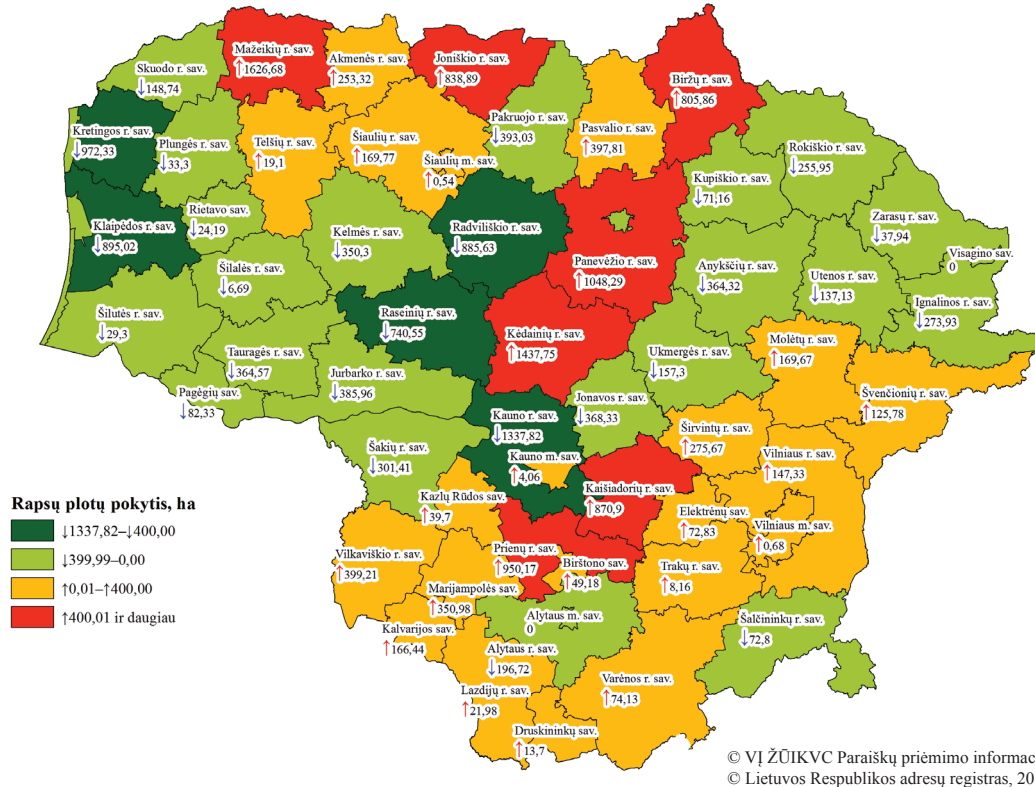 Mažeikių r. sav.
↑1626,68
Akmenės r. sav.
↑253,32
Joniškio r. sav.
↑838,89
Biržų r. sav.
↑805,86
Skuodo r. sav.
↓148,74
Pakruojo r. sav.
↓393,03
Pasvalio r. sav.
↑397,81
Kretingos r. sav.
↓972,33
Plungės r. sav.
↓33,3
Telšių r. sav.
↑19,1
Šiaulių r. sav.
↑169,77
Šiaulių m. sav.
↑0,54
Rokiškio r. sav.
↓255,95
Kupiškio r. sav.
↓71,16
Klaipėdos r. sav.
↓895,02
Rietavo sav.
↓24,19
Kelmės r. sav.
↓350,3
Radviliškio r. sav.
↓885,63
Zarasų r. sav.
↓37,94
Visagino sav.
0
Šilalės r. sav.
↓6,69
Panevėžio r. sav.
↑1048,29
Anykščių r. sav.
↓364,32
Utenos r. sav.
↓137,13
Ignalinos r. sav.
↓273,93
Šilutės r. sav.
↓29,3
Raseinių r. sav.
↓740,55
Kėdainių r. sav.
↑1437,75
Molėtų r. sav.
↑169,67
Tauragės r. sav.
↓364,57
Jurbarko r. sav.
↓385,96
Ukmergės r. sav.
↓157,3
Pagėgių sav.
↓82,33
Jonavos r. sav.
↓368,33
Švenčionių r. sav.
↑125,78
Kauno r. sav.
↓1337,82
Širvintų r. sav.
↑275,67
Šakių r. sav.
↓301,41
Kauno m. sav.
↑4,06
Kaišiadorių r. sav.
↑870,9
Vilniaus r. sav.
↑147,33
Kazlų Rūdos sav.
↑39,7
Elektrėnų sav.
↑72,83
Vilniaus m. sav.
↑0,68
Rapsų plotų pokytis, ha
↓1337,82–↓400,00
↓399,99–0,00
↑0,01–↑400,00
↑400,01 ir daugiau
Vilkaviškio r. sav.
↑399,21
Prienų r. sav.
↑950,17
Birštono sav.
↑49,18
Trakų r. sav.
↑8,16
Marijampolės sav.
↑350,98
Alytaus m. sav.
0
Šalčininkų r. sav.
↓72,8
Kalvarijos sav.
↑166,44
Alytaus r. sav.
↓196,72
Varėnos r. sav.
↑74,13
Lazdijų r. sav.
↑21,98
Druskininkų sav.
↑13,7
© VĮ ŽŪIKVC Paraiškų priėmimo informac
© Lietuvos Respublikos adresų registras, 20